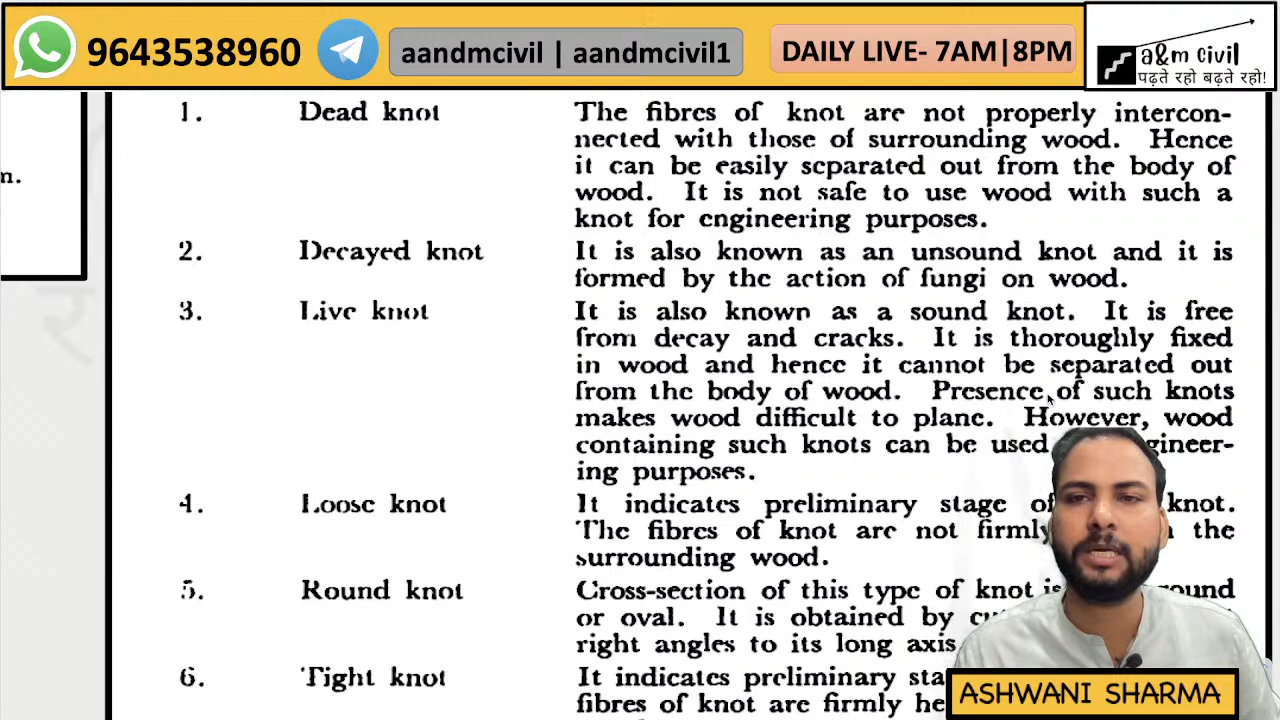 9643538960
aandmcivil | aandmcivil1
DAILY LIVE- 7AM|8PM
a&m civil
पढ़ते रहो बढ़ते रहो!
n.
1. Dead knot The fibres of knot are not properly intercon-
nected with those of surrounding wood. Hence
it can be easily separated out from the body of
wood. It is not safe to use wood with such a
knot for engineering purposes.
2. Decayed knot It is also known as an unsound knot and it is
formed by the action of fungi on wood.
3. Live knot It is also known as a sound knot. It is free
from decay and cracks. It is thoroughly fixed
in wood and hence it cannot be separated out
from the body of wood. Presence of such knots
makes wood difficult to plane. However, wood
containing such knots can be used gineer-
ing purposes.
4. Loose knot It indicates preliminary stage of knot.
The fibres of knot are not firmly the
surrounding wood.
5. Round knot Cross-section of this type of knot is round
or oval. It is obtained by
right angles to its long axis
6. Tight knot It indicates preliminary
fibres of knot are firmly
ASHWANI SHARMA